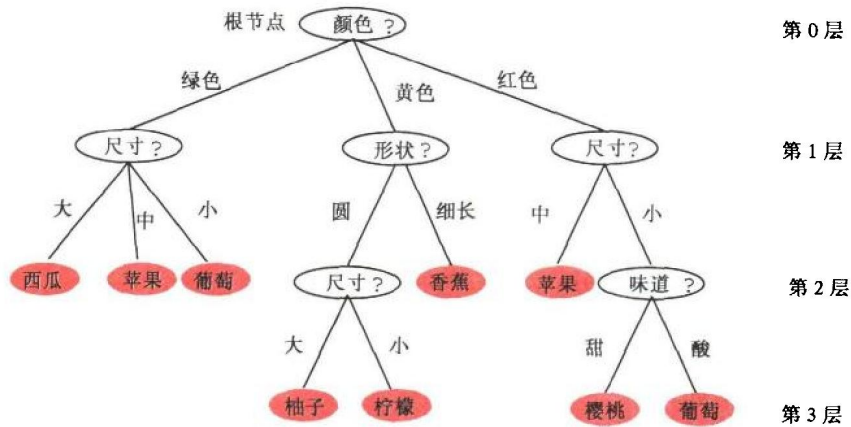 根节点 颜色? 第0层
绿色 黄色 红色
尺寸? 形状? 尺寸? 第1层
大 中 小 圆 细长 中 小
西瓜 苹果 葡萄 尺寸? 香蕉 苹果 味道? 第2层
大 小 甜 酸
柚子 柠檬 樱桃 葡萄 第3层